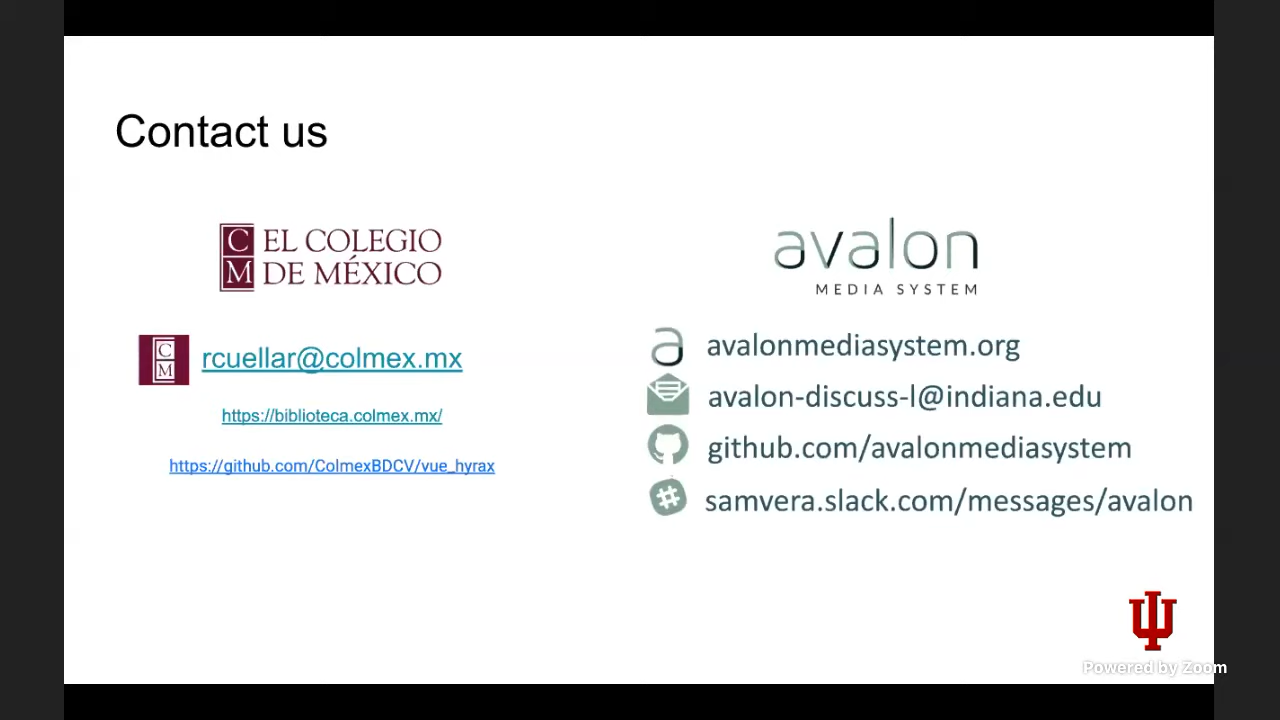 Contact us
CM EL COLEGIO
DE MÉXICO
CM rcuellar@colmex.mx
https://biblioteca.colmex.mx/
https://github.com/ColmexBDCV/vue_hyrax
avalon
MEDIA SYSTEM
a avalonmediasystem.org
avalon-discuss-l@indiana.edu
github.com/avalonmediasystem
samvera.slack.com/messages/avalon
Powered by Zoom